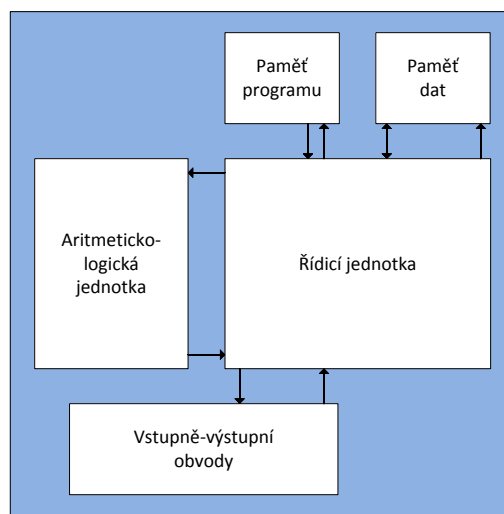 Paměť
programu
Paměť
dat
Aritmeticko-
logická
jednotka
Řídicí jednotka
Vstupně-výstupní
obvody